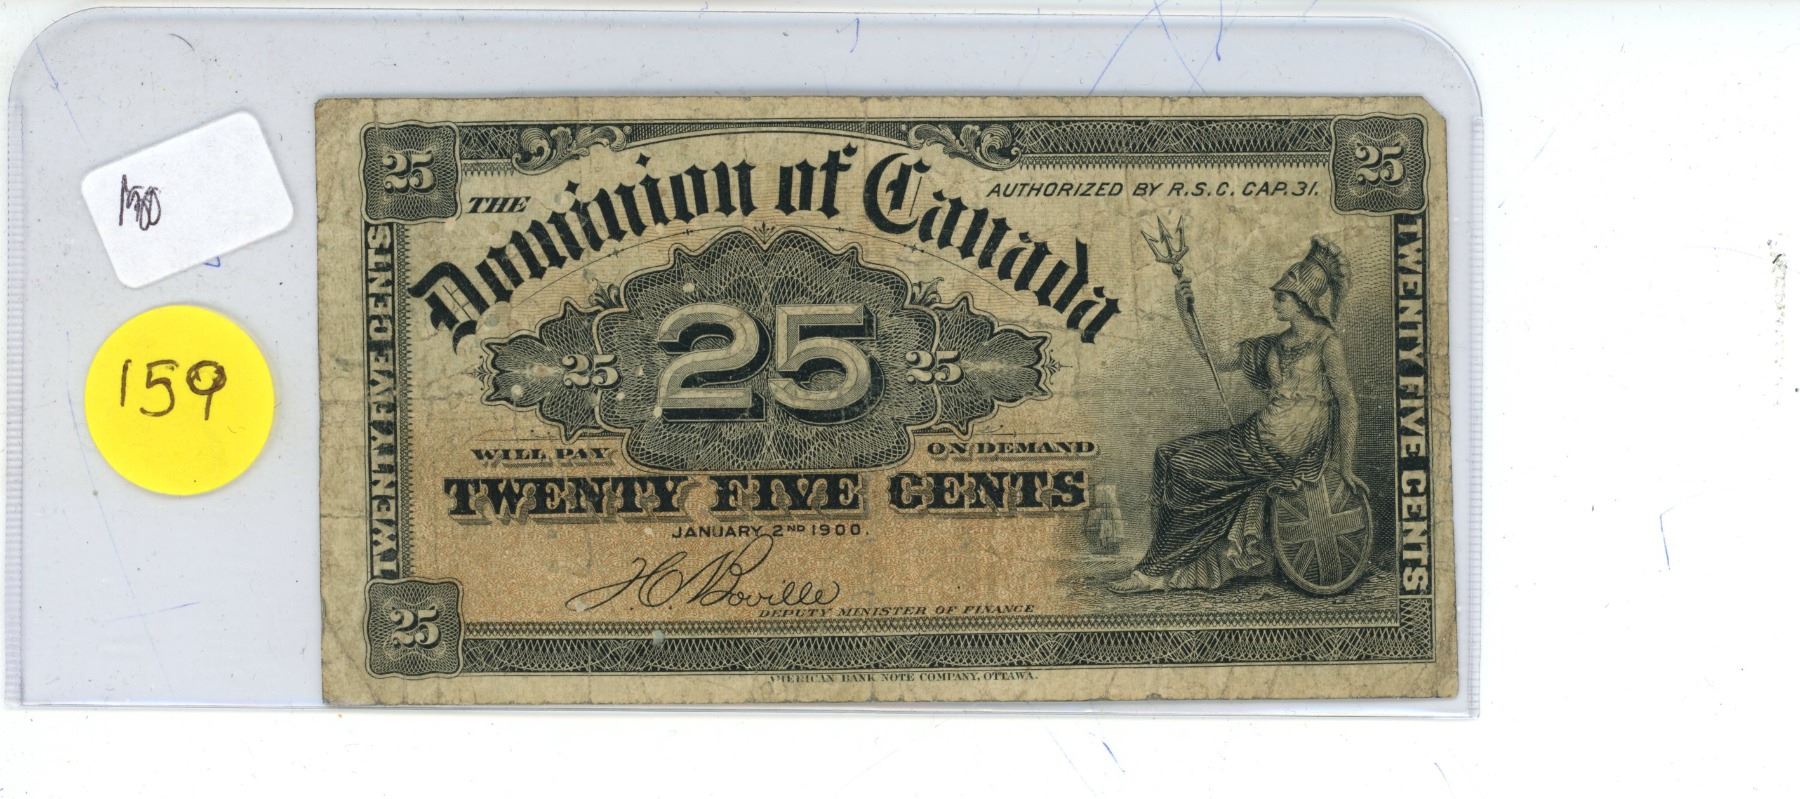 25
25
THE Dominion of Canada
AUTHORIZED BY R.S.C. CAP. 31.
TWENTY FIVE CENTS
25 25 25
TWENTY FIVE CENTS
159
WILL PAY ON DEMAND
TWENTY FIVE CENTS
JANUARY 2ND 1900.
H C Boville
DEPUTY MINISTER OF FINANCE
25
AMERICAN BANK NOTE COMPANY, OTTAWA.